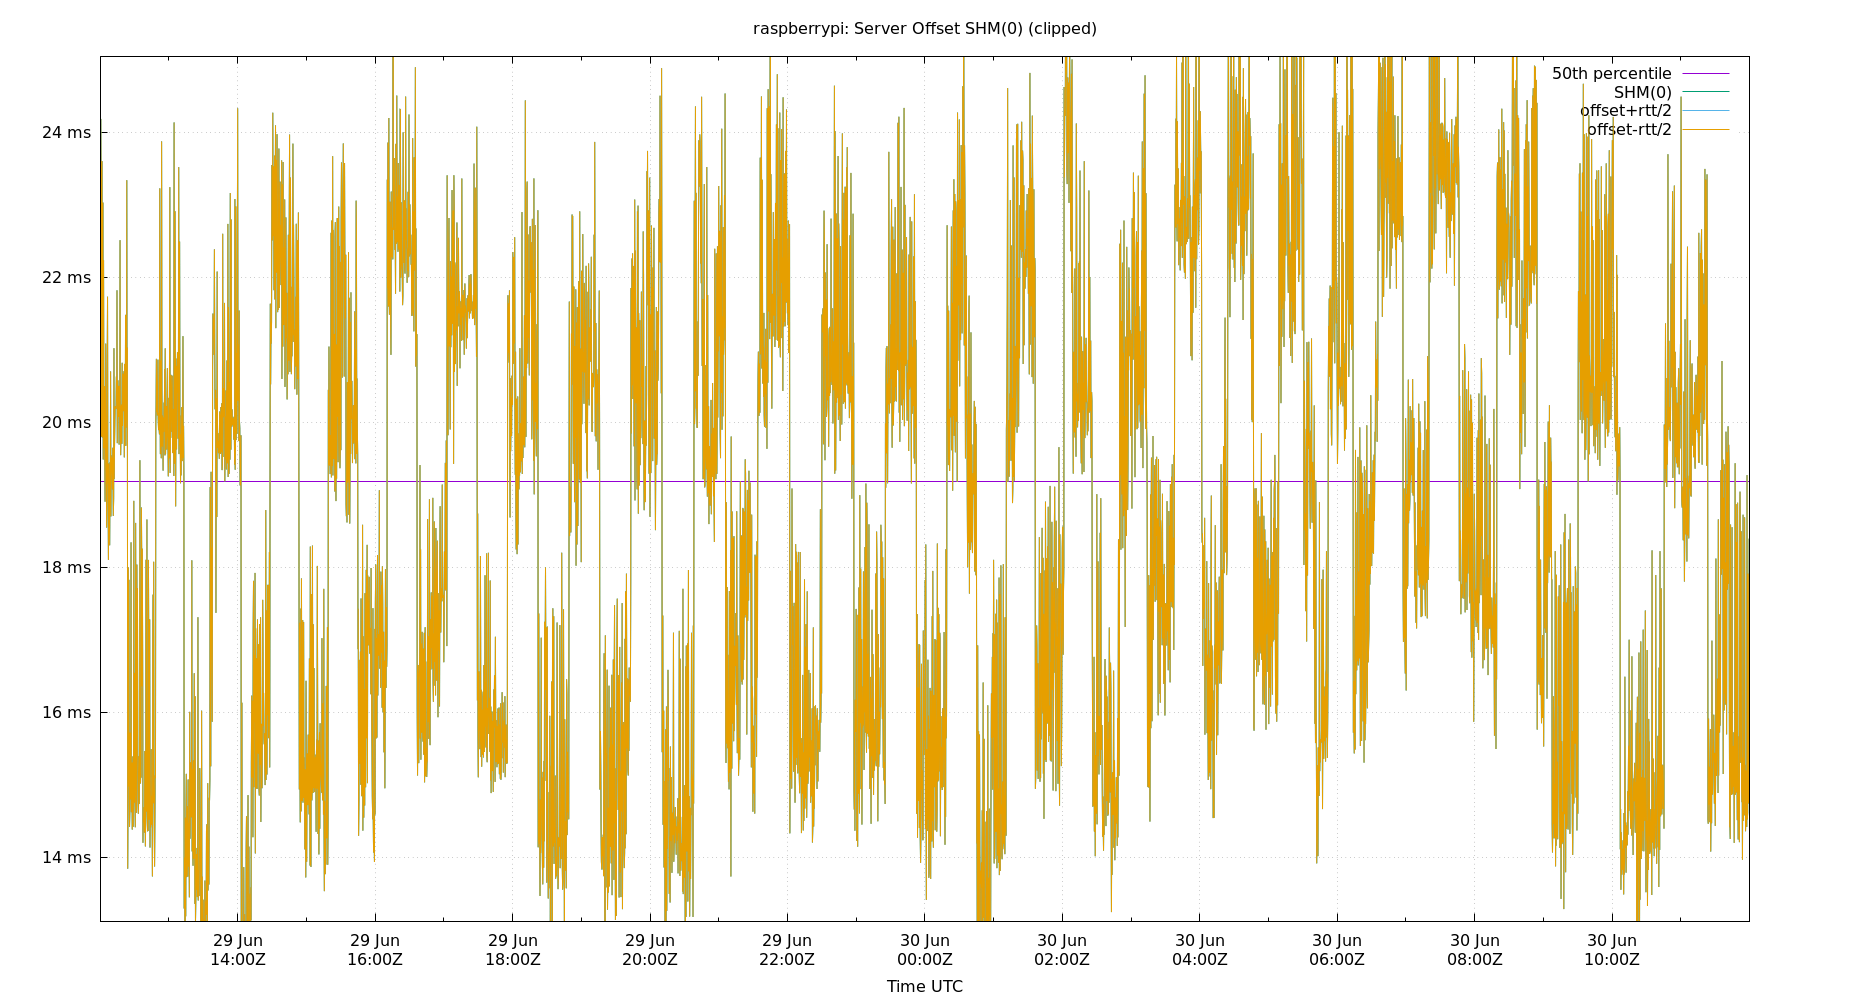 raspberrypi: Server Offset SHM(0) (clipped)
50th percentile
SHM(0)
offset+rtt/2
offset-rtt/2
24 ms
22 ms
20 ms
18 ms
16 ms
14 ms
29 Jun 29 Jun 29 Jun 29 Jun 29 Jun 30 Jun 30 Jun 30 Jun 30 Jun 30 Jun 30 Jun
14:00Z 16:00Z 18:00Z 20:00Z 22:00Z 00:00Z 02:00Z 04:00Z 06:00Z 08:00Z 10:00Z
Time UTC